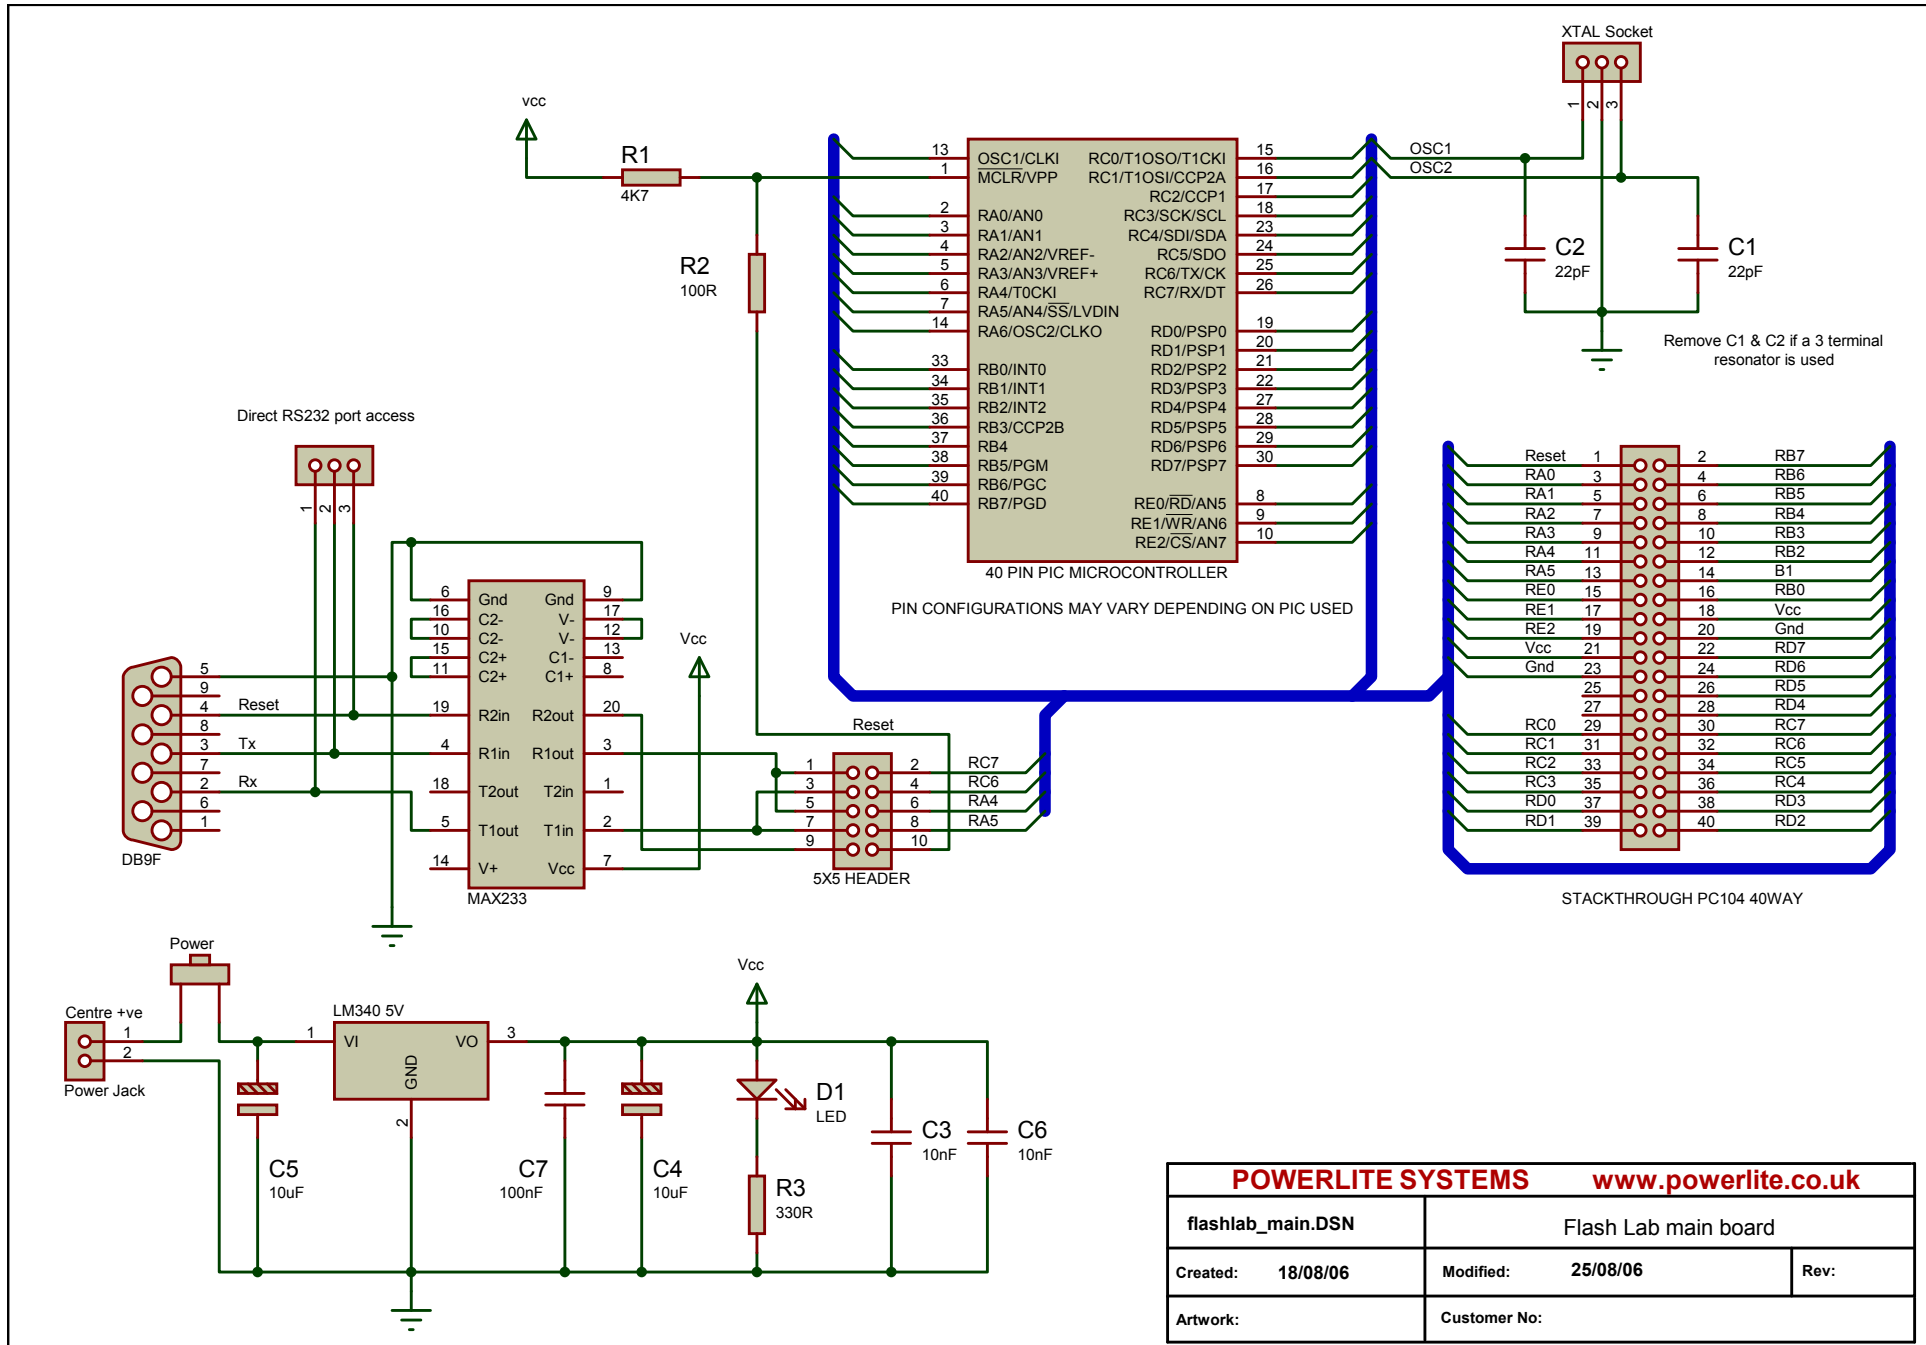 XTAL Socket
1
2
3
vcc
R1
4K7
R2
100R
13
1
2
3
4
5
6
7
14
33
34
35
36
37
38
39
40
OSC1/CLKI
MCLR/VPP
RA0/AN0
RA1/AN1
RA2/AN2/VREF-
RA3/AN3/VREF+
RA4/T0CKI
RA5/AN4/SS/LVDIN
RA6/OSC2/CLKO
RB0/INT0
RB1/INT1
RB2/INT2
RB3/CCP2B
RB4
RB5/PGM
RB6/PGC
RB7/PGD
RC0/T1OSO/T1CKI
RC1/T1OSI/CCP2A
RC2/CCP1
RC3/SCK/SCL
RC4/SDI/SDA
RC5/SDO
RC6/TX/CK
RC7/RX/DT
RD0/PSP0
RD1/PSP1
RD2/PSP2
RD3/PSP3
RD4/PSP4
RD5/PSP5
RD6/PSP6
RD7/PSP7
RE0/RD/AN5
RE1/WR/AN6
RE2/CS/AN7
15
16
17
18
23
24
25
26
19
20
21
22
27
28
29
30
8
9
10
40 PIN PIC MICROCONTROLLER
PIN CONFIGURATIONS MAY VARY DEPENDING ON PIC USED
OSC1
OSC2
C2
22pF
C1
22pF
Remove C1 & C2 if a 3 terminal
resonator is used
Direct RS232 port access
1
2
3
5
9
4
8
3
7
2
6
1
Reset
Tx
Rx
DB9F
6
16
10
15
11
19
4
18
5
14
Gnd
C2-
C2-
C2+
C2+
R2in
R1in
T2out
T1out
V+
Gnd
V-
V-
C1-
C1+
R2out
R1out
T2in
T1in
Vcc
9
17
12
13
8
20
3
1
2
7
MAX233
Vcc
Reset
1
3
5
7
9
2
4
6
8
10
RC7
RC6
RA4
RA5
5X5 HEADER
Reset 1 2 RB7
RA0 3 4 RB6
RA1 5 6 RB5
RA2 7 8 RB4
RA3 9 10 RB3
RA4 11 12 RB2
RA5 13 14 B1
RE0 15 16 RB0
RE1 17 18 Vcc
RE2 19 20 Gnd
Vcc 21 22 RD7
Gnd 23 24 RD6
25 26 RD5
27 28 RD4
RC0 29 30 RC7
RC1 31 32 RC6
RC2 33 34 RC5
RC3 35 36 RC4
RD0 37 38 RD3
RD1 39 40 RD2
STACKTHROUGH PC104 40WAY
Power
Centre +ve
1
2
Power Jack
LM340 5V
1
VI
VO
3
GND
2
C5
10uF
C7
100nF
C4
10uF
Vcc
D1
LED
R3
330R
C3
10nF
C6
10nF
POWERLITE SYSTEMS www.powerlite.co.uk
flashlab_main.DSN
Flash Lab main board
Created: 18/08/06
Modified: 25/08/06
Rev:
Artwork:
Customer No: